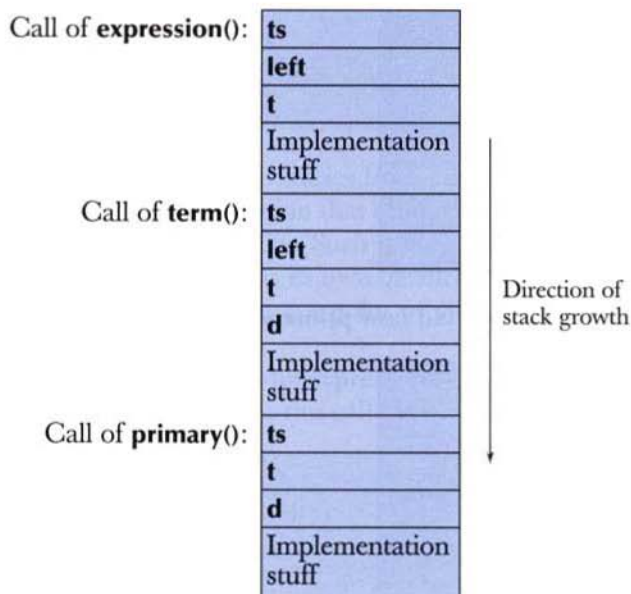 Call of expression(): ts
left
t
Implementation
stuff
Call of term(): ts
left
t
d
Implementation
stuff
Direction of
stack growth
Call of primary(): ts
t
d
Implementation
stuff